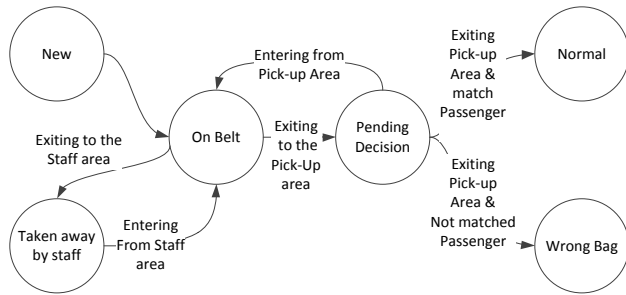 New
Entering from
Pick-up Area
Exiting
Pick-up
Area &
match
Passenger
Normal
On Belt
Exiting
to the
Pick-Up
area
Pending
Decision
Exiting to the
Staff area
Taken away
by staff
Entering
From Staff
area
Exiting
Pick-up
Area &
Not matched
Passenger
Wrong Bag